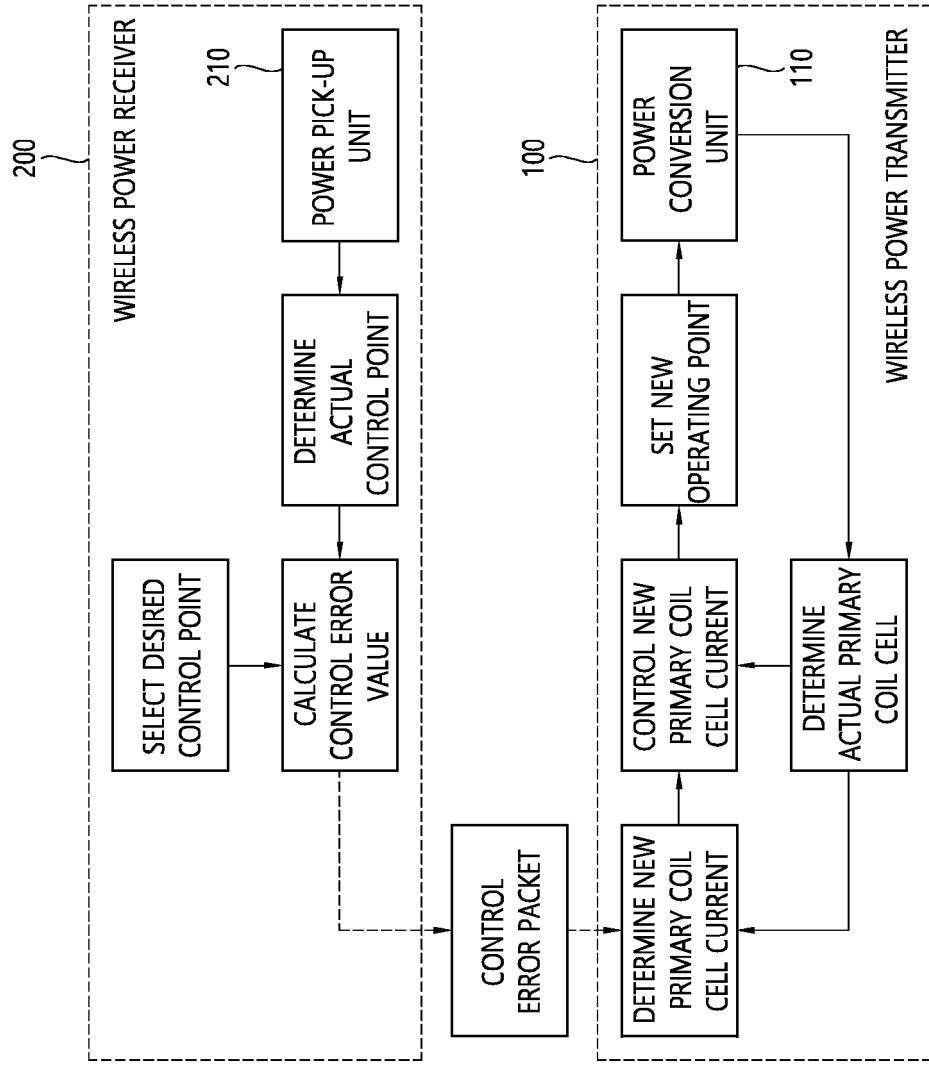 200
WIRELESS POWER RECEIVER
SELECT DESIRED
CONTROL POINT
210
POWER PICK-UP
UNIT
DETERMINE
ACTUAL
CONTROL POINT
CALCULATE
CONTROL ERROR
VALUE
CONTROL
ERROR PACKET
100
DETERMINE NEW
PRIMARY COIL
CELL CURRENT
CONTROL NEW
PRIMARY COIL
CELL CURRENT
SET NEW
OPERATING POINT
POWER
CONVERSION
UNIT
110
DETERMINE
ACTUAL PRIMARY
COIL CELL
WIRELESS POWER TRANSMITTER